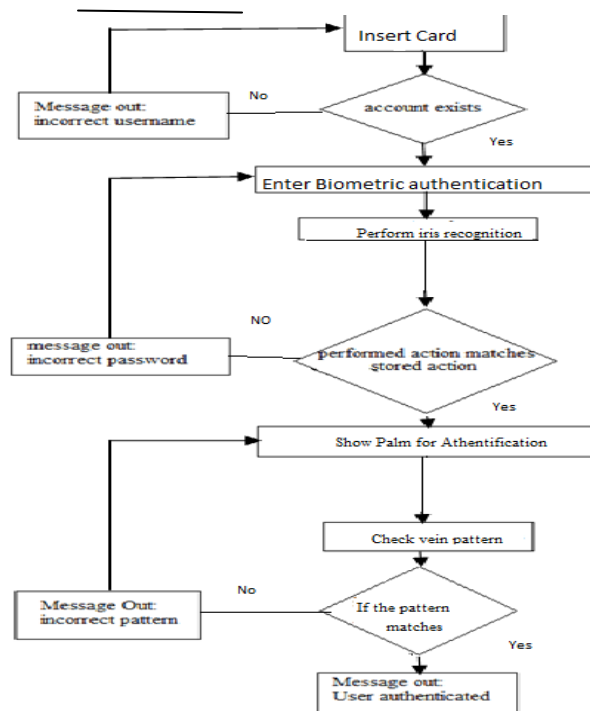 Insert Card
No
Message out:
incorrect username
account exists
Yes
Enter Biometric authentication
Perform iris recognition
NO
message out:
incorrect password
performed action matches
stored action
Yes
Show Palm for Athentification
Check vein pattern
No
Message Out:
incorrect pattern
If the pattern
matches
Yes
Message out:
User authenticated